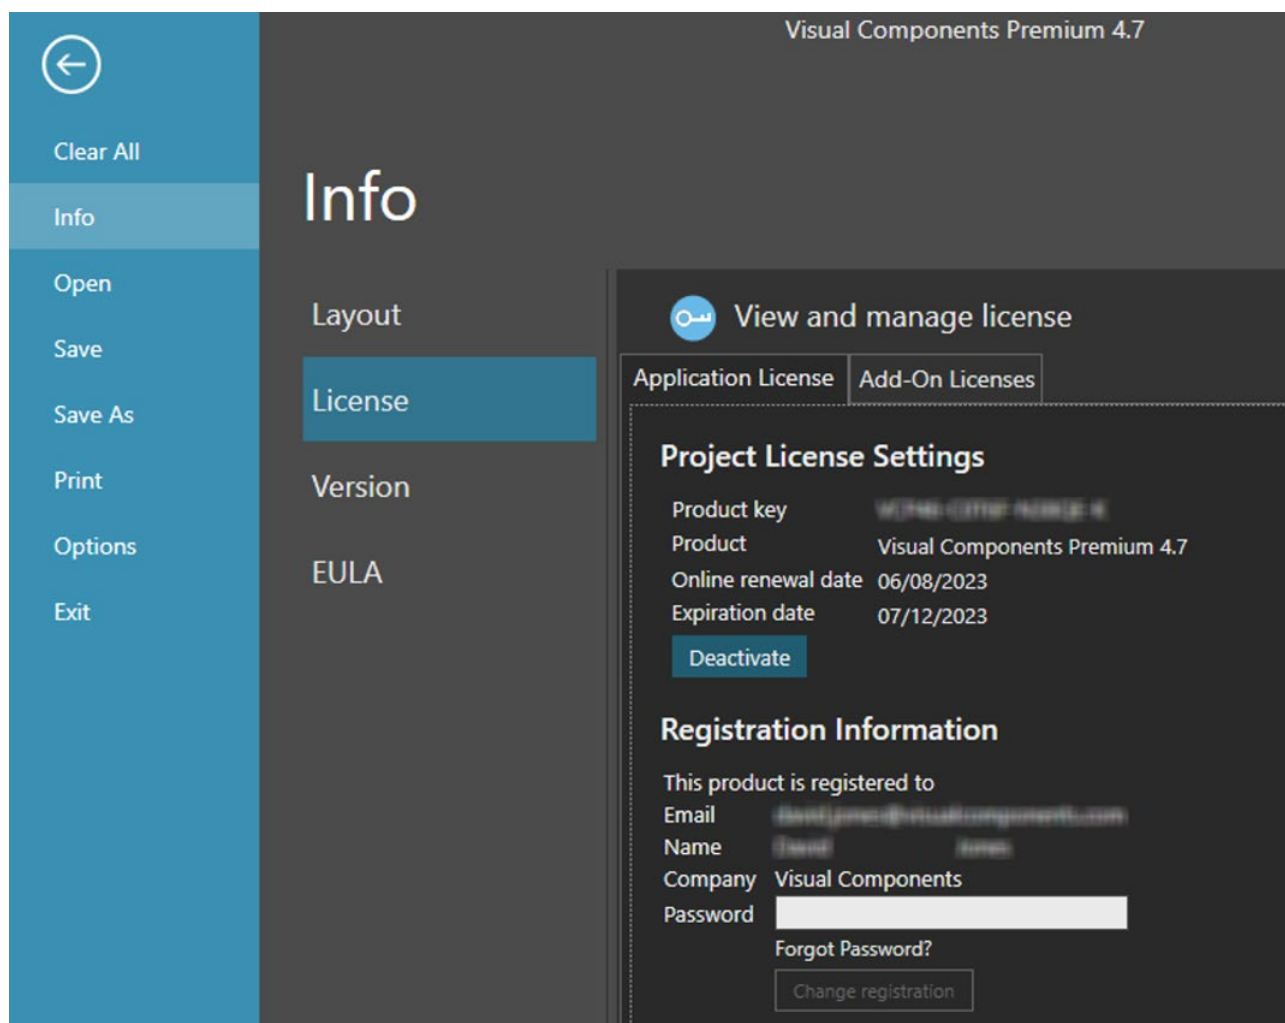 Visual Components Premium 4.7
Clear All
Info
Open
Save
Save As
Print
Options
Exit
Info
Layout
License
Version
EULA
View and manage license
Application License
Add-On Licenses
Project License Settings
Product key
Product Visual Components Premium 4.7
Online renewal date 06/08/2023
Expiration date 07/12/2023
Deactivate
Registration Information
This product is registered to
Email
Name
Company Visual Components
Password
Forgot Password?
Change registration